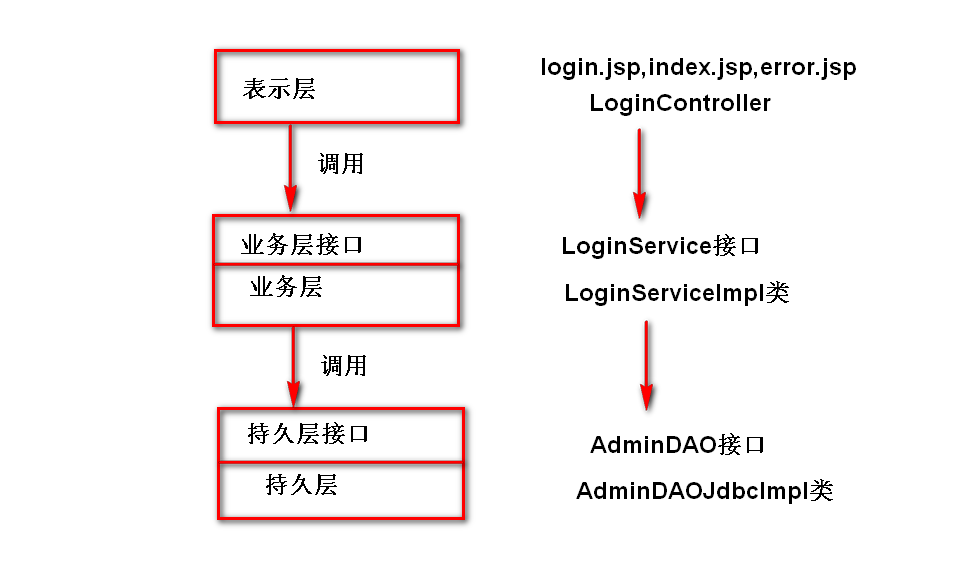 表示层
login.jsp,index.jsp,error.jsp
LoginController
调用
业务层接口
LoginService接口
业务层
LoginServiceImpl类
调用
持久层接口
AdminDAO接口
持久层
AdminDAOJdbcImpl类